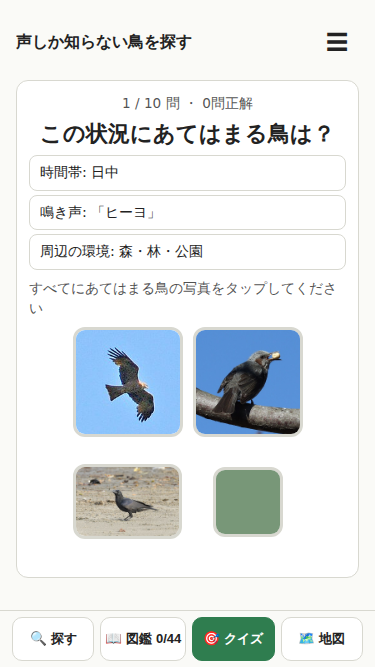 声しか知らない鳥を探す
1 / 10 問 ・ 0問正解
この状況にあてはまる鳥は？
時間帯: 日中
鳴き声: 「ヒーヨ」
周辺の環境: 森・林・公園
すべてにあてはまる鳥の写真をタップしてくださ
い
探す
図鑑 0/44
クイズ
地図